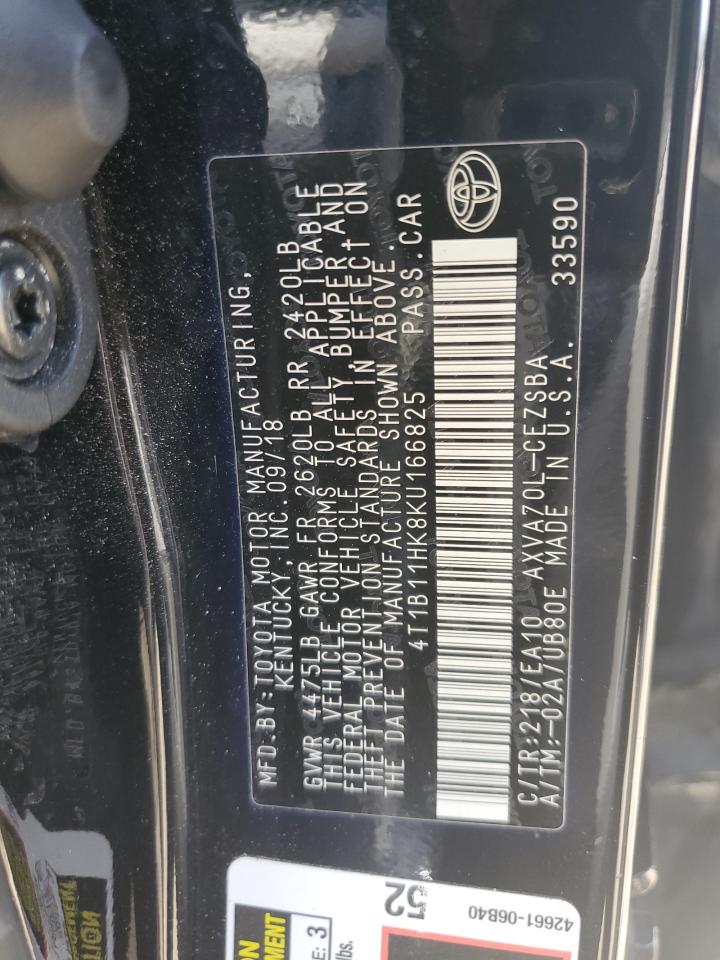 MFD.BY:TOYOTA MOTOR MANUFACTURING,
KENTUCKY,INC. 09/18
GVWR 4475LB GAWR FR 2620LB RR 2420LB
THIS VEHICLE CONFORMS TO ALL APPLICABLE
FEDERAL MOTOR VEHICLE SAFETY,BUMPER,AND
THEFT PREVENTION STANDARDS IN EFFECT ON
THE DATE OF MANUFACTURE SHOWN ABOVE.
4T1B11HK8KU166825 PASS.CAR
C/TR:218/EA10 AXVA70L-CEZSBA
A/TM:-02A/UB80E MADE IN U.S.A. 33590
MENT
E: 3
lbs.
52
42661-06B40